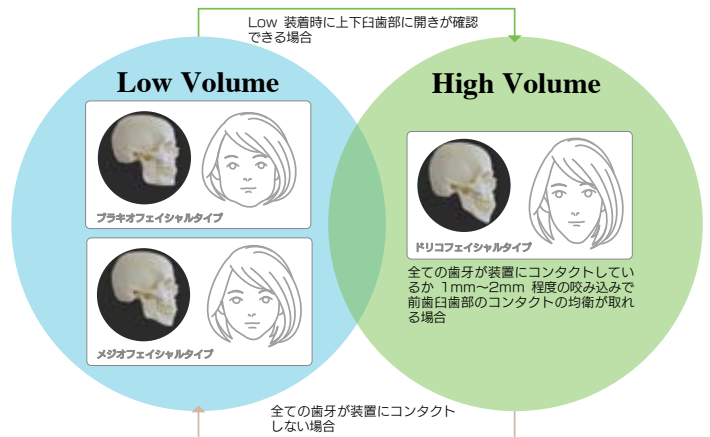 Low 装着時に上下臼歯部に開きが確認
できる場合
Low Volume
ブラキオフェイシャルタイプ
メジオフェイシャルタイプ
High Volume
ドリコフェイシャルタイプ
全ての歯牙が装置にコンタクトしてい
るか 1mm〜2mm 程度の咬み込みで
前歯臼歯部のコンタクトの均衡が取れ
る場合
全ての歯牙が装置にコンタクト
しない場合